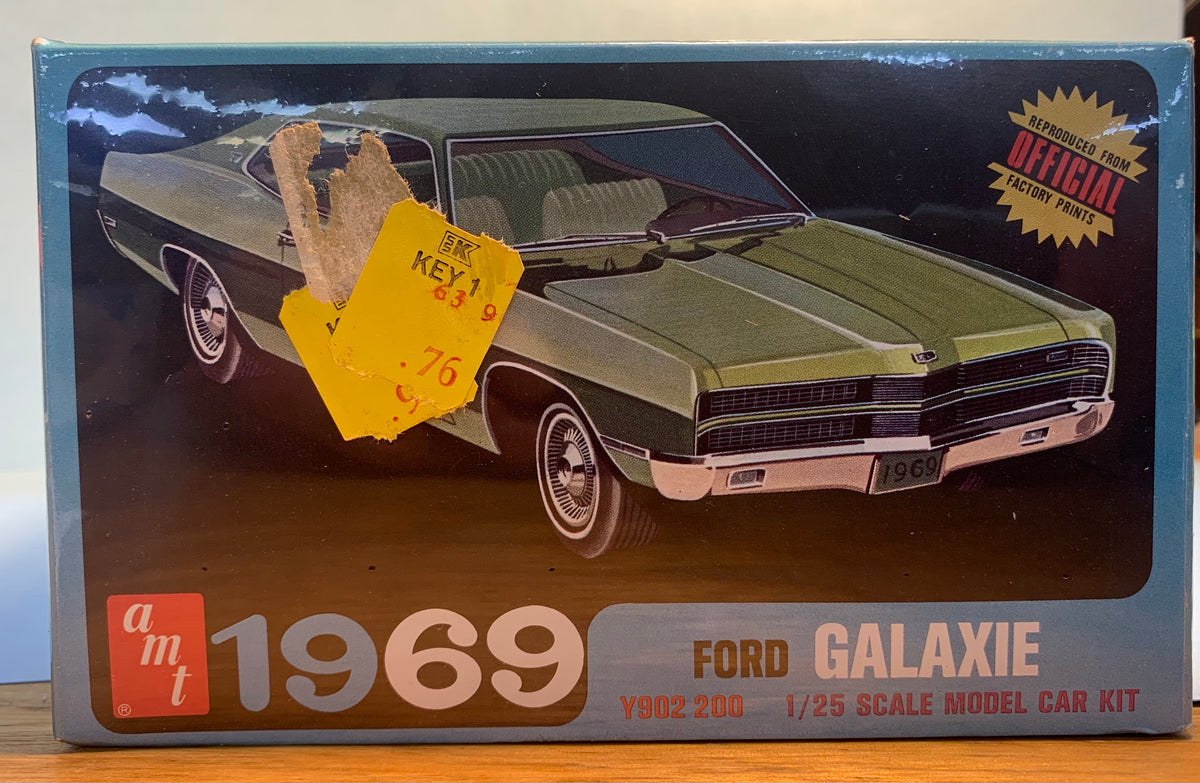 REPRODUCED FROM
OFFICIAL
FACTORY PRINTS
EK
KEY 1
63 9
.76
1969
amt
®
1969
FORD GALAXIE
Y902 200 1/25 SCALE MODEL CAR KIT